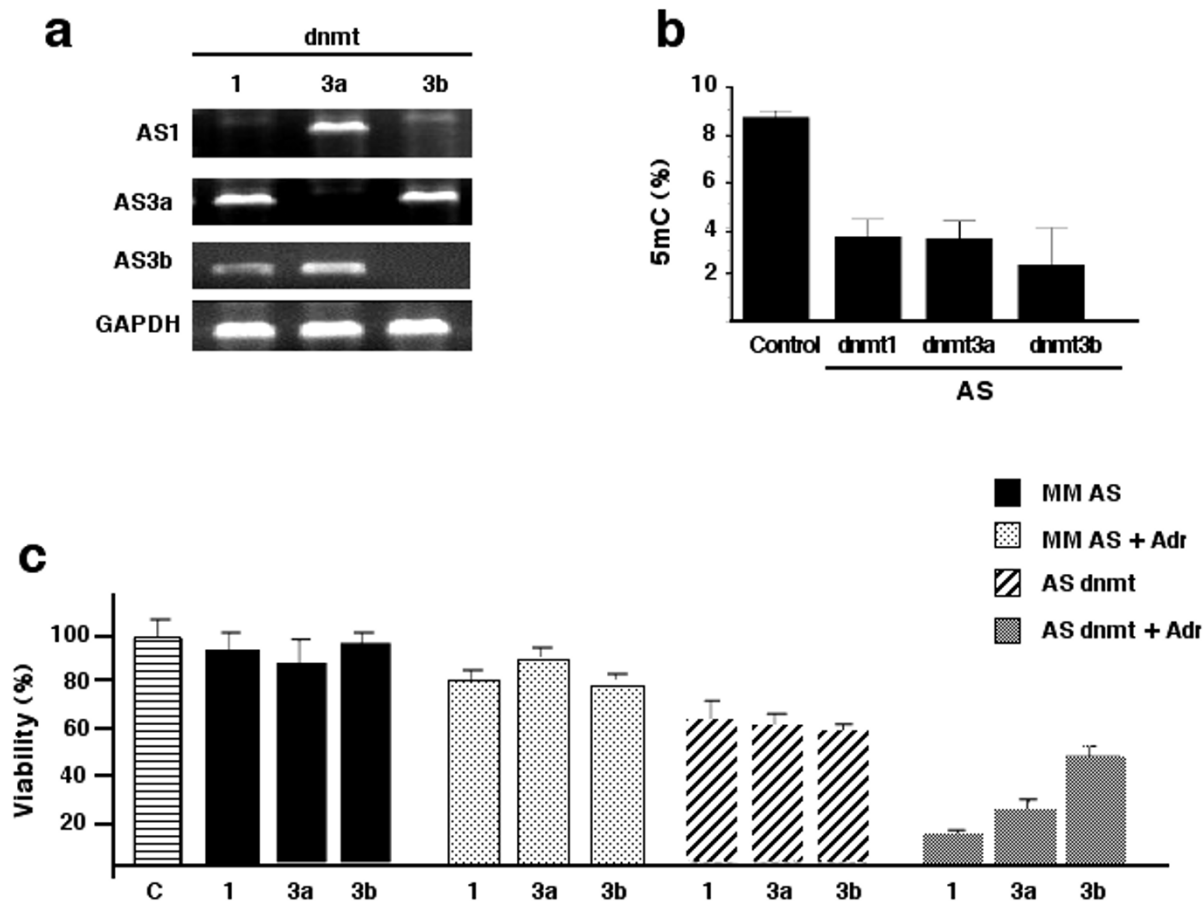 a
dnmt
1 3a 3b
AS1
AS3a
AS3b
GAPDH
b
10
8
6
4
2
5mC (%)
Control dnmt1 dnmt3a dnmt3b
AS
c
MM AS
MM AS + Adr
AS dnmt
AS dnmt + Adr
100
80
60
40
20
Viability (%)
C 1 3a 3b 1 3a 3b 1 3a 3b 1 3a 3b